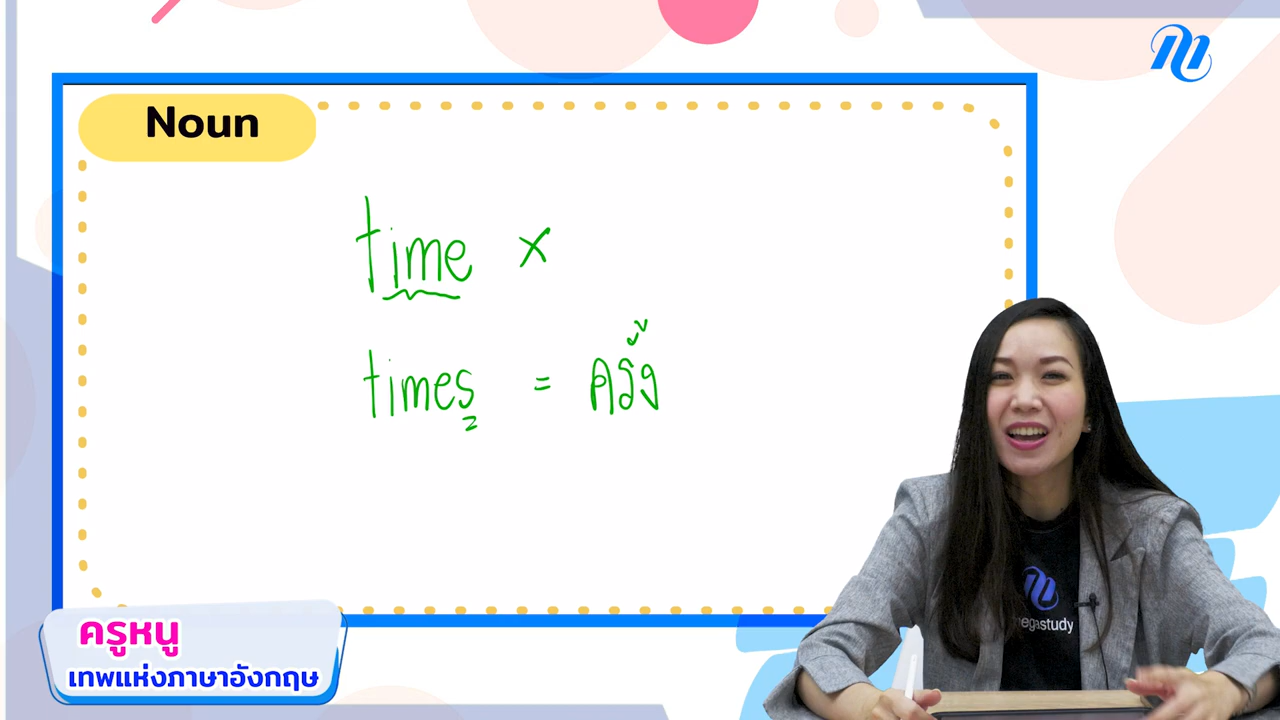 Noun
time ×
times = ครั้ง
2
ครูหนู
เทพแห่งภาษาอังกฤษ
megastudy